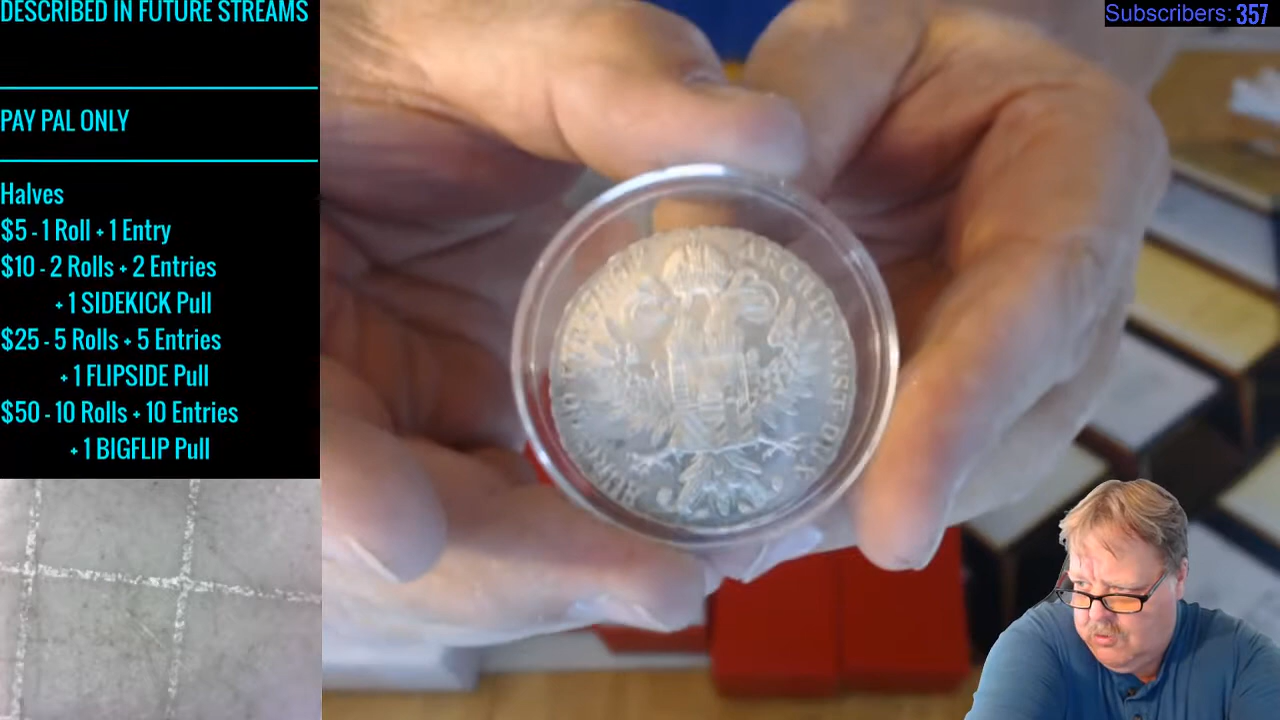 DESCRIBED IN FUTURE STREAMS
PAY PAL ONLY
Halves
$5 - 1 Roll + 1 Entry
$10 - 2 Rolls + 2 Entries
+ 1 SIDEKICK Pull
$25 - 5 Rolls + 5 Entries
+ 1 FLIPSIDE Pull
$50 - 10 Rolls + 10 Entries
+ 1 BIGFLIP Pull
Subscribers: 357
ARCHID · AVST · DUX